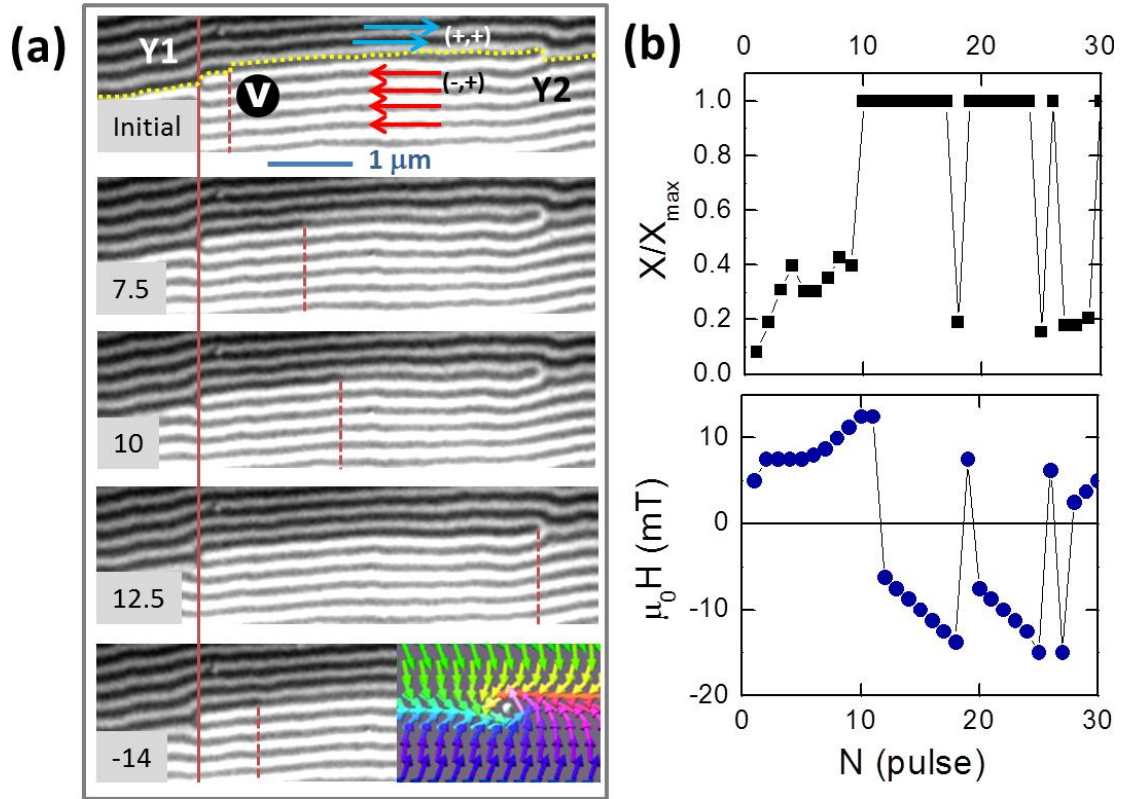 (a)
Y1
(+,+)
V
(-,+)
Y2
Initial
1 μm
7.5
10
12.5
-14
(b)
0 10 20 30
1.0
0.8
0.6
0.4
0.2
0.0
X/Xmax
10
0
-10
-20
μ0H (mT)
0 10 20 30
N (pulse)